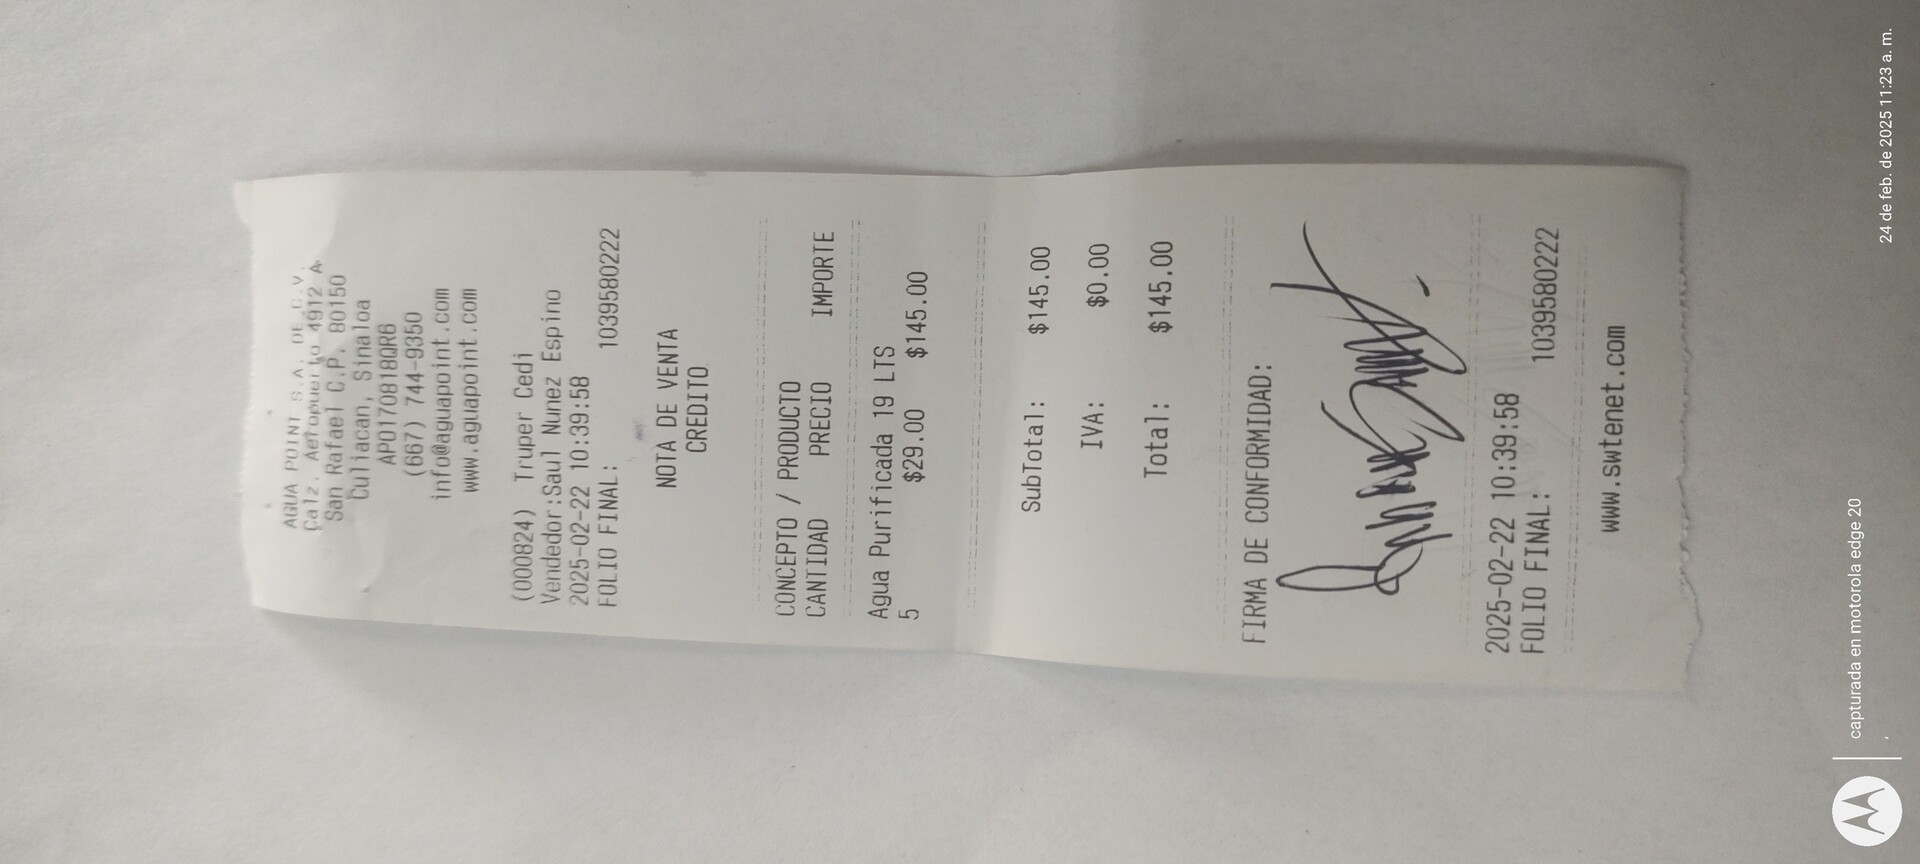 AGUA POINT S.A. DE C.V.
Calz. Aeropuerto 4912 A
San Rafael C.P. 80150
Culiacan, Sinaloa
APO170818QR6
(667) 744-9350
info@aguapoint.com
www.aguapoint.com
(000824) Truper Cedi
Vendedor:Saul Nunez Espino
2025-02-22 10:39:58
FOLIO FINAL: 1039580222
NOTA DE VENTA
CREDITO
CONCEPTO / PRODUCTO
CANTIDAD PRECIO IMPORTE
Agua Purificada 19 LTS
5 $29.00 $145.00
SubTotal: $145.00
IVA: $0.00
Total: $145.00
FIRMA DE CONFORMIDAD:
2025-02-22 10:39:58
FOLIO FINAL: 1039580222
www.swtenet.com
capturada en motorola edge 20
24 de feb. de 2025 11:23 a. m.